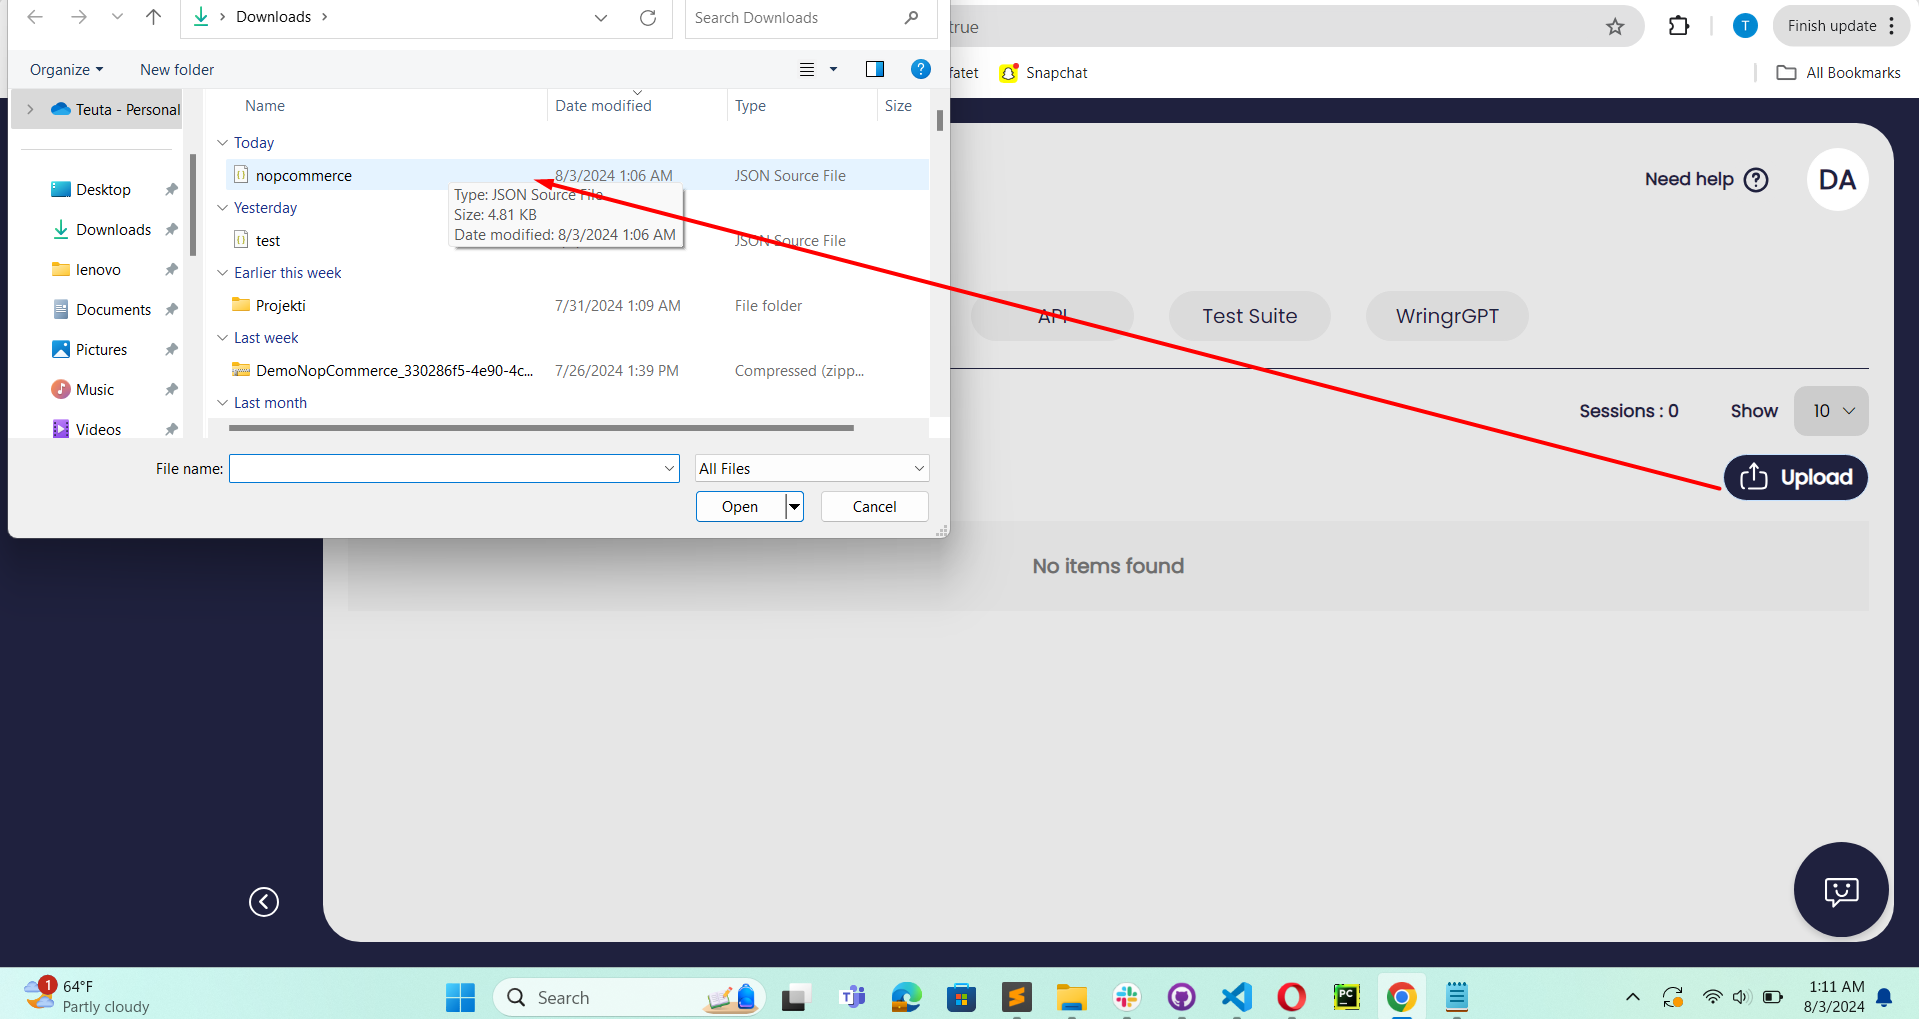 Downloads
Search Downloads
true
T
Finish update
Organize
New folder
?
fatet
Snapchat
All Bookmarks
Teuta - Personal
Name
Date modified
Type
Size
Today
nopcommerce
8/3/2024 1:06 AM
JSON Source File
Desktop
Type: JSON Source File
Size: 4.81 KB
Date modified: 8/3/2024 1:06 AM
Need help ?
DA
Yesterday
Downloads
test
JSON Source File
lenovo
Earlier this week
Documents
Projekti
7/31/2024 1:09 AM
File folder
API
Test Suite
WringrGPT
Pictures
Last week
DemoNopCommerce_330286f5-4e90-4c...
7/26/2024 1:39 PM
Compressed (zipp...
Music
Last month
Videos
Sessions : 0
Show
10
File name:
All Files
Upload
Open
Cancel
No items found
1
64°F
Partly cloudy
Search
T
PC
1:11 AM
8/3/2024